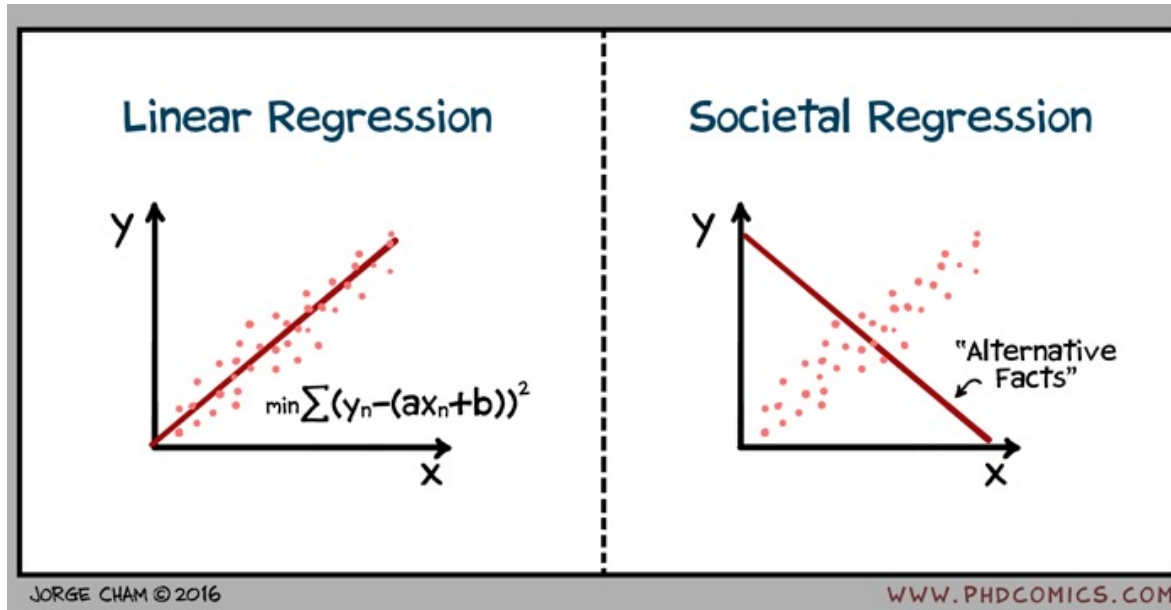 Linear Regression
y
min∑(yₙ-(axₙ+b))²
x
Societal Regression
y
"Alternative
Facts"
x
JORGE CHAM © 2016
WWW.PHDCOMICS.COM